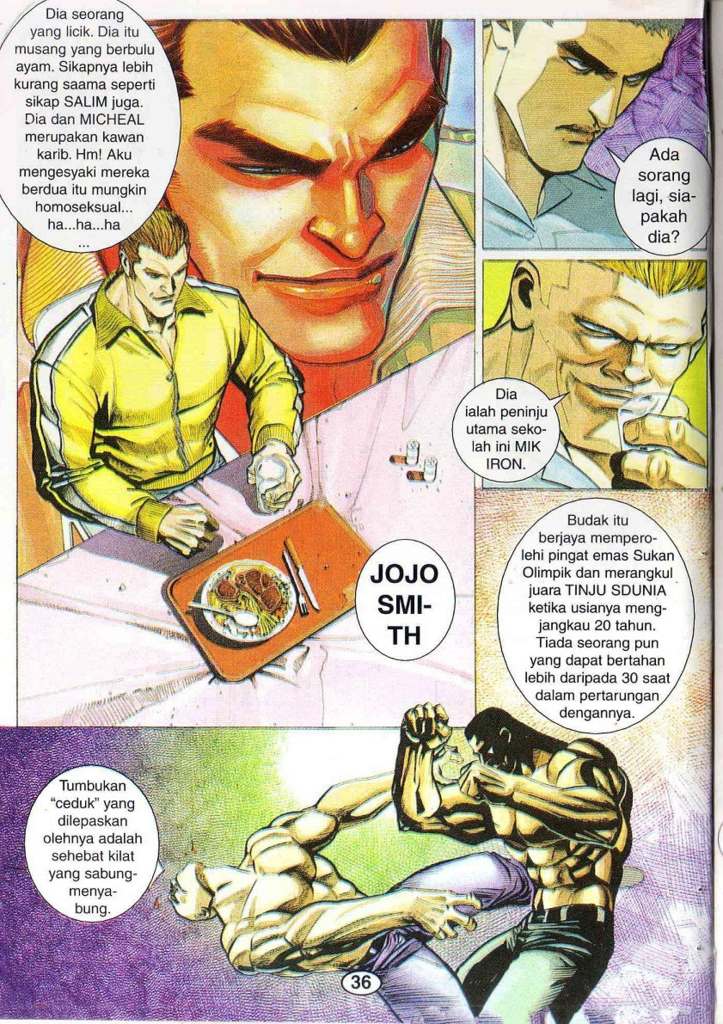 Dia seorang
yang licik. Dia itu
musang yang berbulu
ayam. Sikapnya lebih
kurang saama seperti
sikap SALIM juga.
Dia dan MICHEAL
merupakan kawan
karib. Hm! Aku
mengesyaki mereka
berdua itu mungkin
homoseksual...
ha...ha...ha
...
Ada
sorang
lagi, sia-
pakah
dia?
Dia
ialah peninju
utama seko-
lah ini MIK
IRON.
JOJO
SMI-
TH
Budak itu
berjaya mempero-
lehi pingat emas Sukan
Olimpik dan merangkul
juara TINJU SDUNIA
ketika usianya meng-
jangkau 20 tahun.
Tiada seorang pun
yang dapat bertahan
lebih daripada 30 saat
dalam pertarungan
dengannya.
Tumbukan
“ceduk” yang
dilepaskan
olehnya adalah
sehebat kilat
yang sabung-
menya-
bung.
36